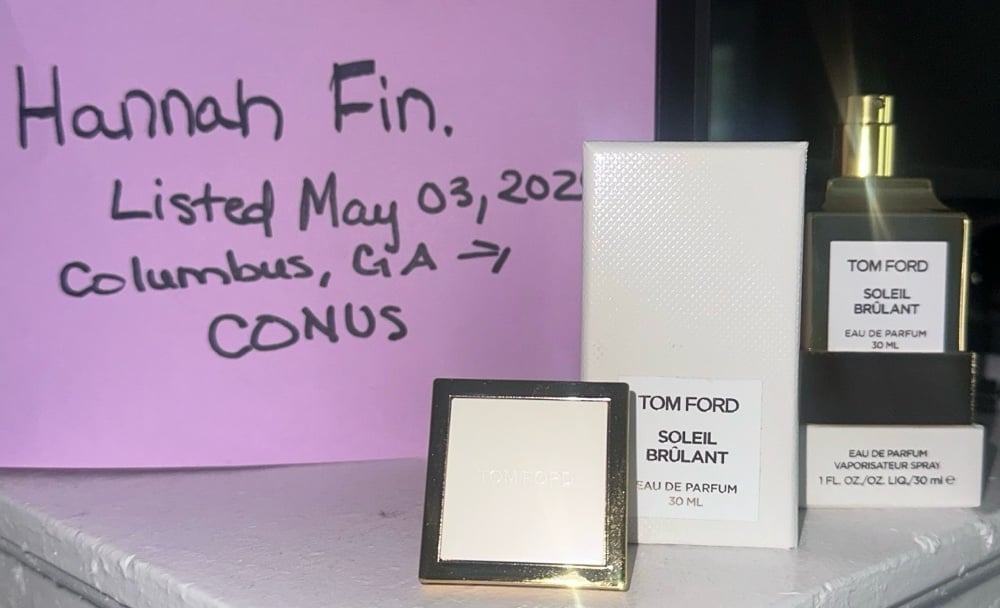 Hannah Fin.
Listed May 03, 202
Columbus, GA →
CONUS
TOM FORD
TOM FORD
SOLEIL
BRÛLANT
EAU DE PARFUM
30 ML
TOM FORD
SOLEIL
BRÛLANT
EAU DE PARFUM
30 ML
EAU DE PARFUM
VAPORISATEUR SPRAY
1 FL. OZ./OZ. LIQ./30 ml ℮